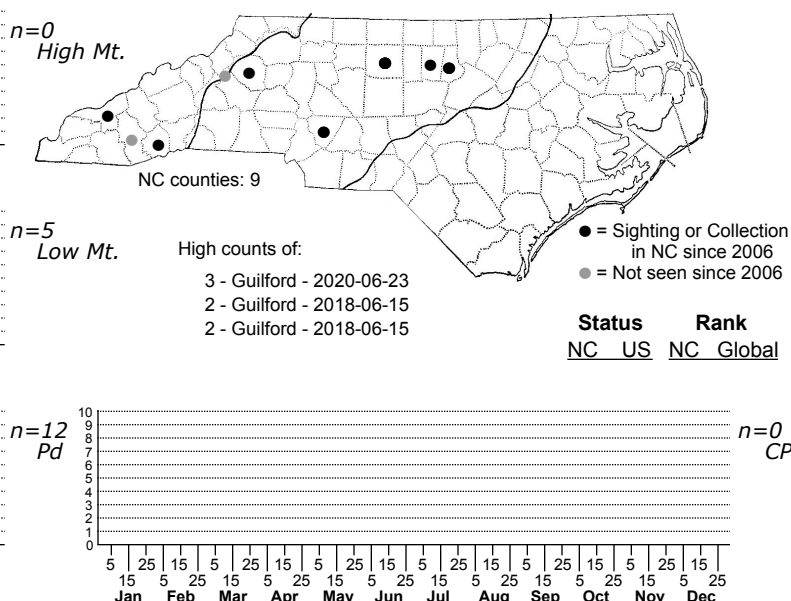 n=0
High Mt.
NC counties: 9
n=5
Low Mt.
High counts of:
3 - Guilford - 2020-06-23
2 - Guilford - 2018-06-15
2 - Guilford - 2018-06-15
● = Sighting or Collection
in NC since 2006
● = Not seen since 2006
Status Rank
NC US NC Global
n=12
Pd
10
9
8
7
6
5
4
3
2
1
0
n=0
CP
5 25 15 5 25 15 5 25 15 5 25 15 5 25 15 5 25 15
15 5 25 15 5 25 15 5 25 15 5 25 15 5 25 15 5 25
Jan Feb Mar Apr May Jun Jul Aug Sep Oct Nov Dec